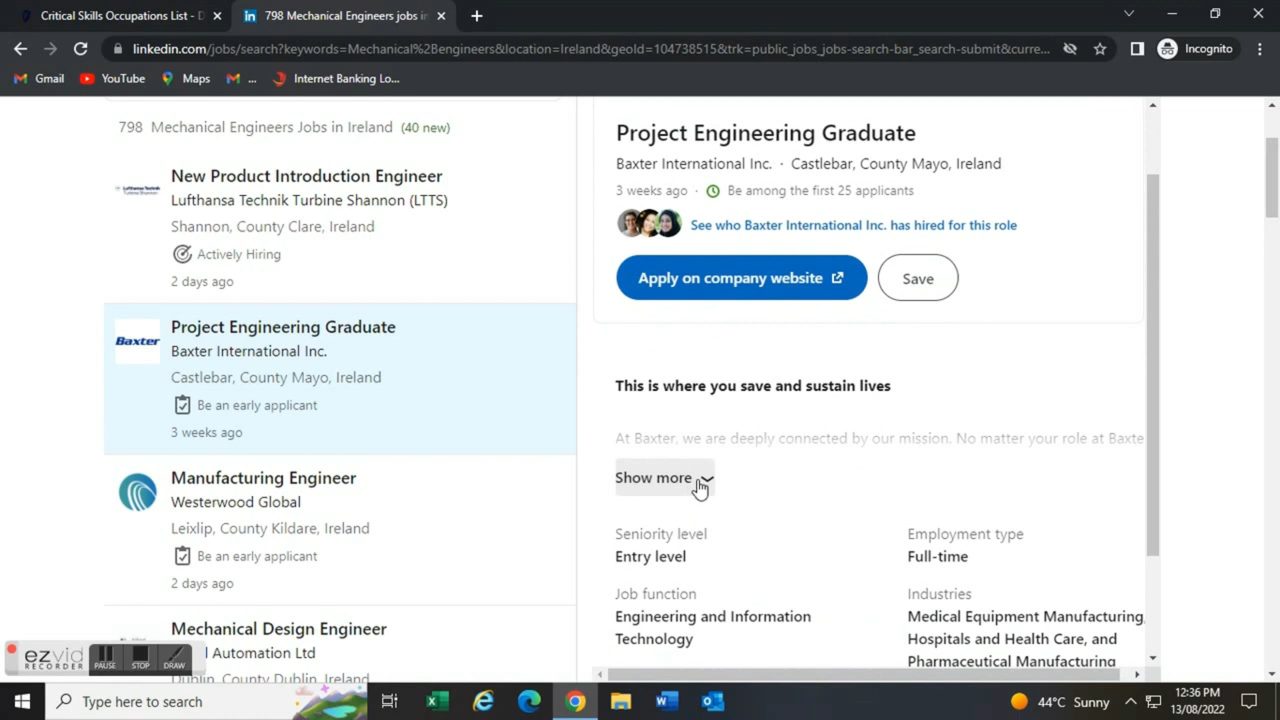 Critical Skills Occupations List - D
798 Mechanical Engineers jobs in
linkedin.com/jobs/search?keywords=Mechanical%2Bengineers&location=Ireland&geoId=104738515&trk=public_jobs_jobs-search-bar_search-submit&curre...
Incognito
Gmail
YouTube
Maps
...
Internet Banking Lo...
798 Mechanical Engineers Jobs in Ireland (40 new)
New Product Introduction Engineer
Lufthansa Technik Turbine Shannon (LTTS)
Shannon, County Clare, Ireland
Actively Hiring
2 days ago
Baxter
Project Engineering Graduate
Baxter International Inc.
Castlebar, County Mayo, Ireland
Be an early applicant
3 weeks ago
Manufacturing Engineer
Westerwood Global
Leixlip, County Kildare, Ireland
Be an early applicant
2 days ago
Mechanical Design Engineer
Automation Ltd
Dublin, County Dublin, Ireland
Project Engineering Graduate
Baxter International Inc. · Castlebar, County Mayo, Ireland
3 weeks ago · Be among the first 25 applicants
See who Baxter International Inc. has hired for this role
Apply on company website
Save
This is where you save and sustain lives
At Baxter, we are deeply connected by our mission. No matter your role at Baxte
Show more
Seniority level
Entry level
Employment type
Full-time
Job function
Engineering and Information
Technology
Industries
Medical Equipment Manufacturing,
Hospitals and Health Care, and
Pharmaceutical Manufacturing
ezvid
RECORDER
PAUSE
STOP
DRAW
Type here to search
44°C Sunny
12:36 PM
13/08/2022